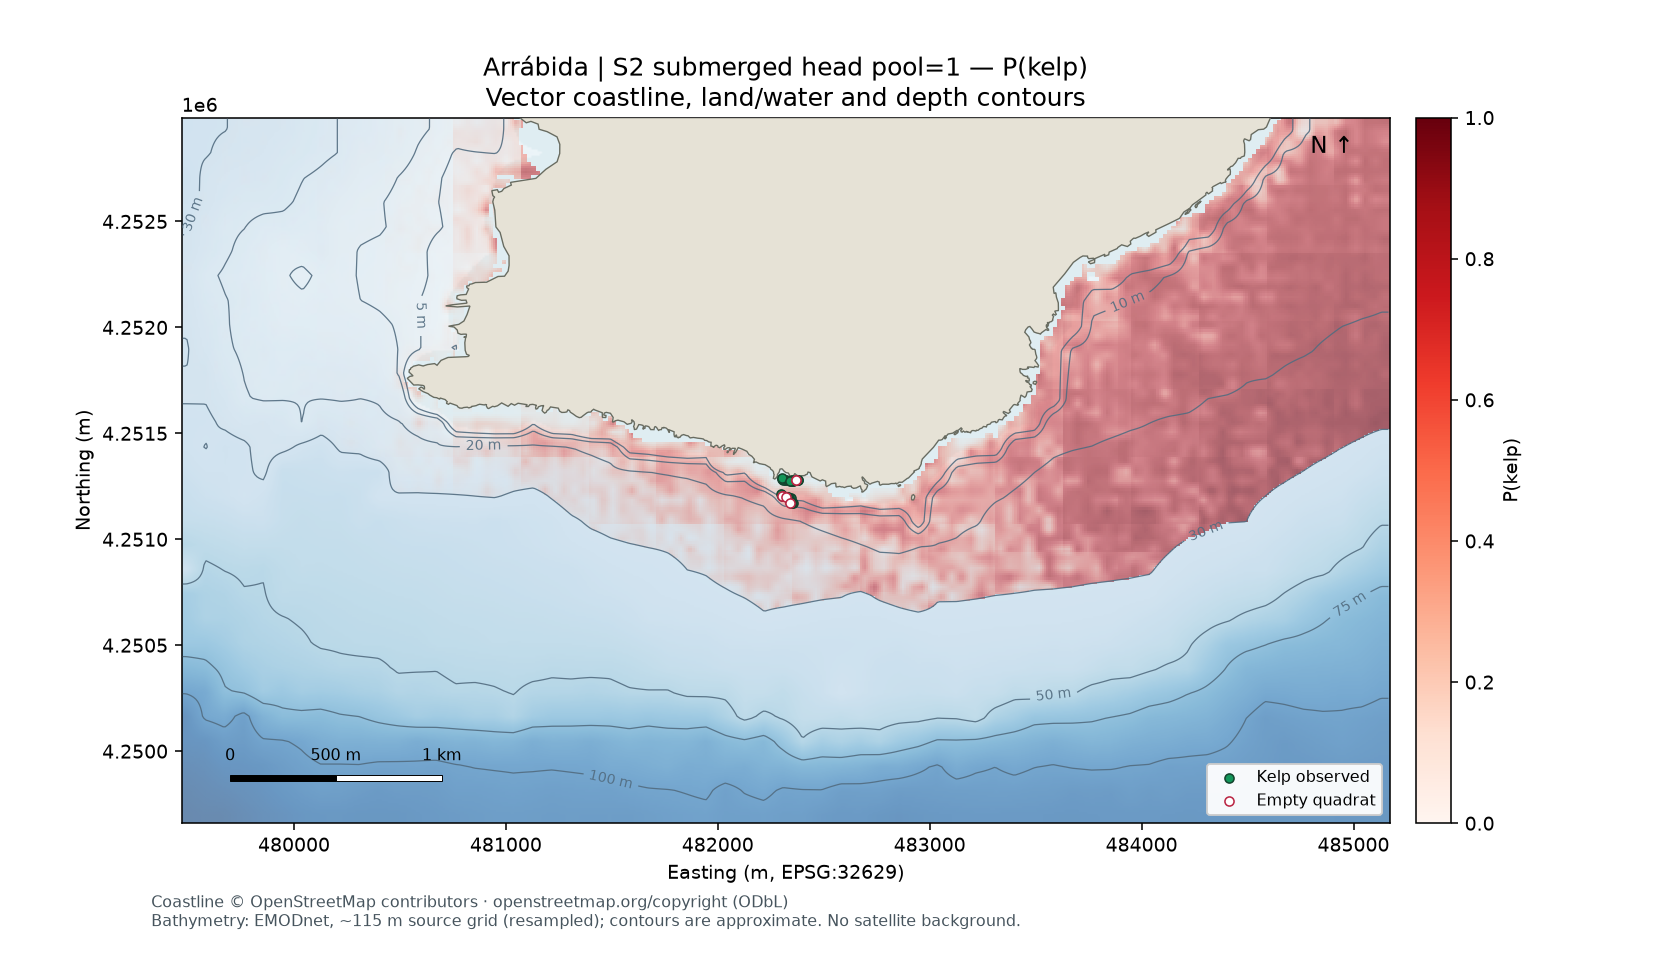 Arrábida | S2 submerged head pool=1 — P(kelp)
Vector coastline, land/water and depth contours
1e6
N ↑
1.0
0.8
0.6
0.4
0.2
0.0
P(kelp)
4.2525
4.2520
4.2515
4.2510
4.2505
4.2500
Northing (m)
30 m
5 m
10 m
20 m
30 m
75 m
50 m
100 m
0 500 m 1 km
Kelp observed
Empty quadrat
480000 481000 482000 483000 484000 485000
Easting (m, EPSG:32629)
Coastline © OpenStreetMap contributors · openstreetmap.org/copyright (ODbL)
Bathymetry: EMODnet, ~115 m source grid (resampled); contours are approximate. No satellite background.